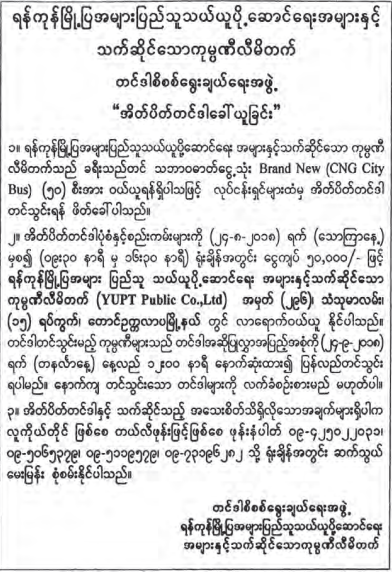 ရန်ကုန်မြို့ပြအများပြည်သူသယ်ယူပို့ဆောင်ရေးအများနှင့်
သက်ဆိုင်သောကုမ္ပဏီလီမိတက်
တင်ဒါစိစစ်ရွေးချယ်ရေးအဖွဲ့
“အိတ်ပိတ်တင်ဒါခေါ်ယူခြင်း”
၁။ ရန်ကုန်မြို့ပြအများပြည်သူသယ်ယူပို့ဆောင်ရေး အများနှင့်သက်ဆိုင်သော ကုမ္ပဏီ
လီမိတက်သည် ခရီးသည်တင် သဘာဝဓာတ်ငွေ့သုံး Brand New (CNG City
Bus) (၅၀) စီးအား ဝယ်ယူရန်ရှိပါသဖြင့် လုပ်ငန်းရှင်များထံမှ အိတ်ပိတ်တင်ဒါ
တင်သွင်းရန် ဖိတ်ခေါ်ပါသည်။
၂။ အိတ်ပိတ်တင်ဒါပုံစံနှင့်စည်းကမ်းများကို (၂၄-၈-၂၀၁၈) ရက် (သောကြာနေ့)
မှစ၍ (၀၉း၃၀ နာရီ မှ ၁၆း၃၀ နာရီ) ရုံးချိန်အတွင်း ငွေကျပ် ၅၀,၀၀၀/- ဖြင့်
ရန်ကုန်မြို့ပြအများ ပြည်သူ သယ်ယူပို့ဆောင်ရေး အများနှင့်သက်ဆိုင်သော
ကုမ္ပဏီလီမိတက် (YUPT Public Co.,Ltd) အမှတ် (၂၉၆)၊ သံသုမာလမ်း၊
(၁၅) ရပ်ကွက်၊ တောင်ဥက္ကလာပမြို့နယ် တွင် လာရောက်ဝယ်ယူ နိုင်ပါသည်။
တင်ဒါတင်သွင်းမည့် ကုမ္ပဏီများသည် တင်ဒါအဆိုပြုလွှာအပြည့်အစုံကို (၂၄-၉-၂၀၁၈)
ရက် (တနင်္လာနေ့) နေ့လည် ၁၂း၀၀ နာရီ နောက်ဆုံးထား၍ ပြန်လည်တင်သွင်း
ရပါမည်။ နောက်ကျ တင်သွင်းသော တင်ဒါများကို လက်ခံစဉ်းစားမည် မဟုတ်ပါ။
၃။ အိတ်ပိတ်တင်ဒါနှင့် သက်ဆိုင်သည့် အသေးစိတ်သိရှိလိုသောအချက်များရှိပါက
လူကိုယ်တိုင် ဖြစ်စေ တယ်လီဖုန်းဖြင့်ဖြစ်စေ ဖုန်းနံပါတ် ၀၉-၄၂၅၀၂၂၀၃၁၊
၀၉-၅၀၆၅၃၇၉၊ ၀၉-၅၁၁၉၅၇၉၊ ၀၉-၇၃၁၉၆၂၈၂ သို့ ရုံးချိန်အတွင်း ဆက်သွယ်
မေးမြန်း စုံစမ်းနိုင်ပါသည်။
တင်ဒါစိစစ်ရွေးချယ်ရေးအဖွဲ့
ရန်ကုန်မြို့ပြအများပြည်သူသယ်ယူပို့ဆောင်ရေး
အများနှင့်သက်ဆိုင်သောကုမ္ပဏီလီမိတက်